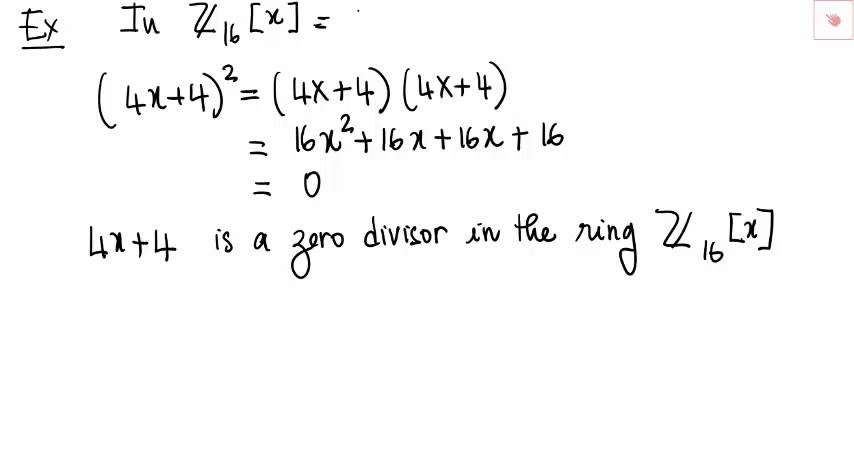 Ex In ℤ₁₆[x] =
(4x+4)² = (4x+4)(4x+4)
= 16x² + 16x + 16x + 16
= 0
4x+4 is a zero divisor in the ring ℤ₁₆[x]